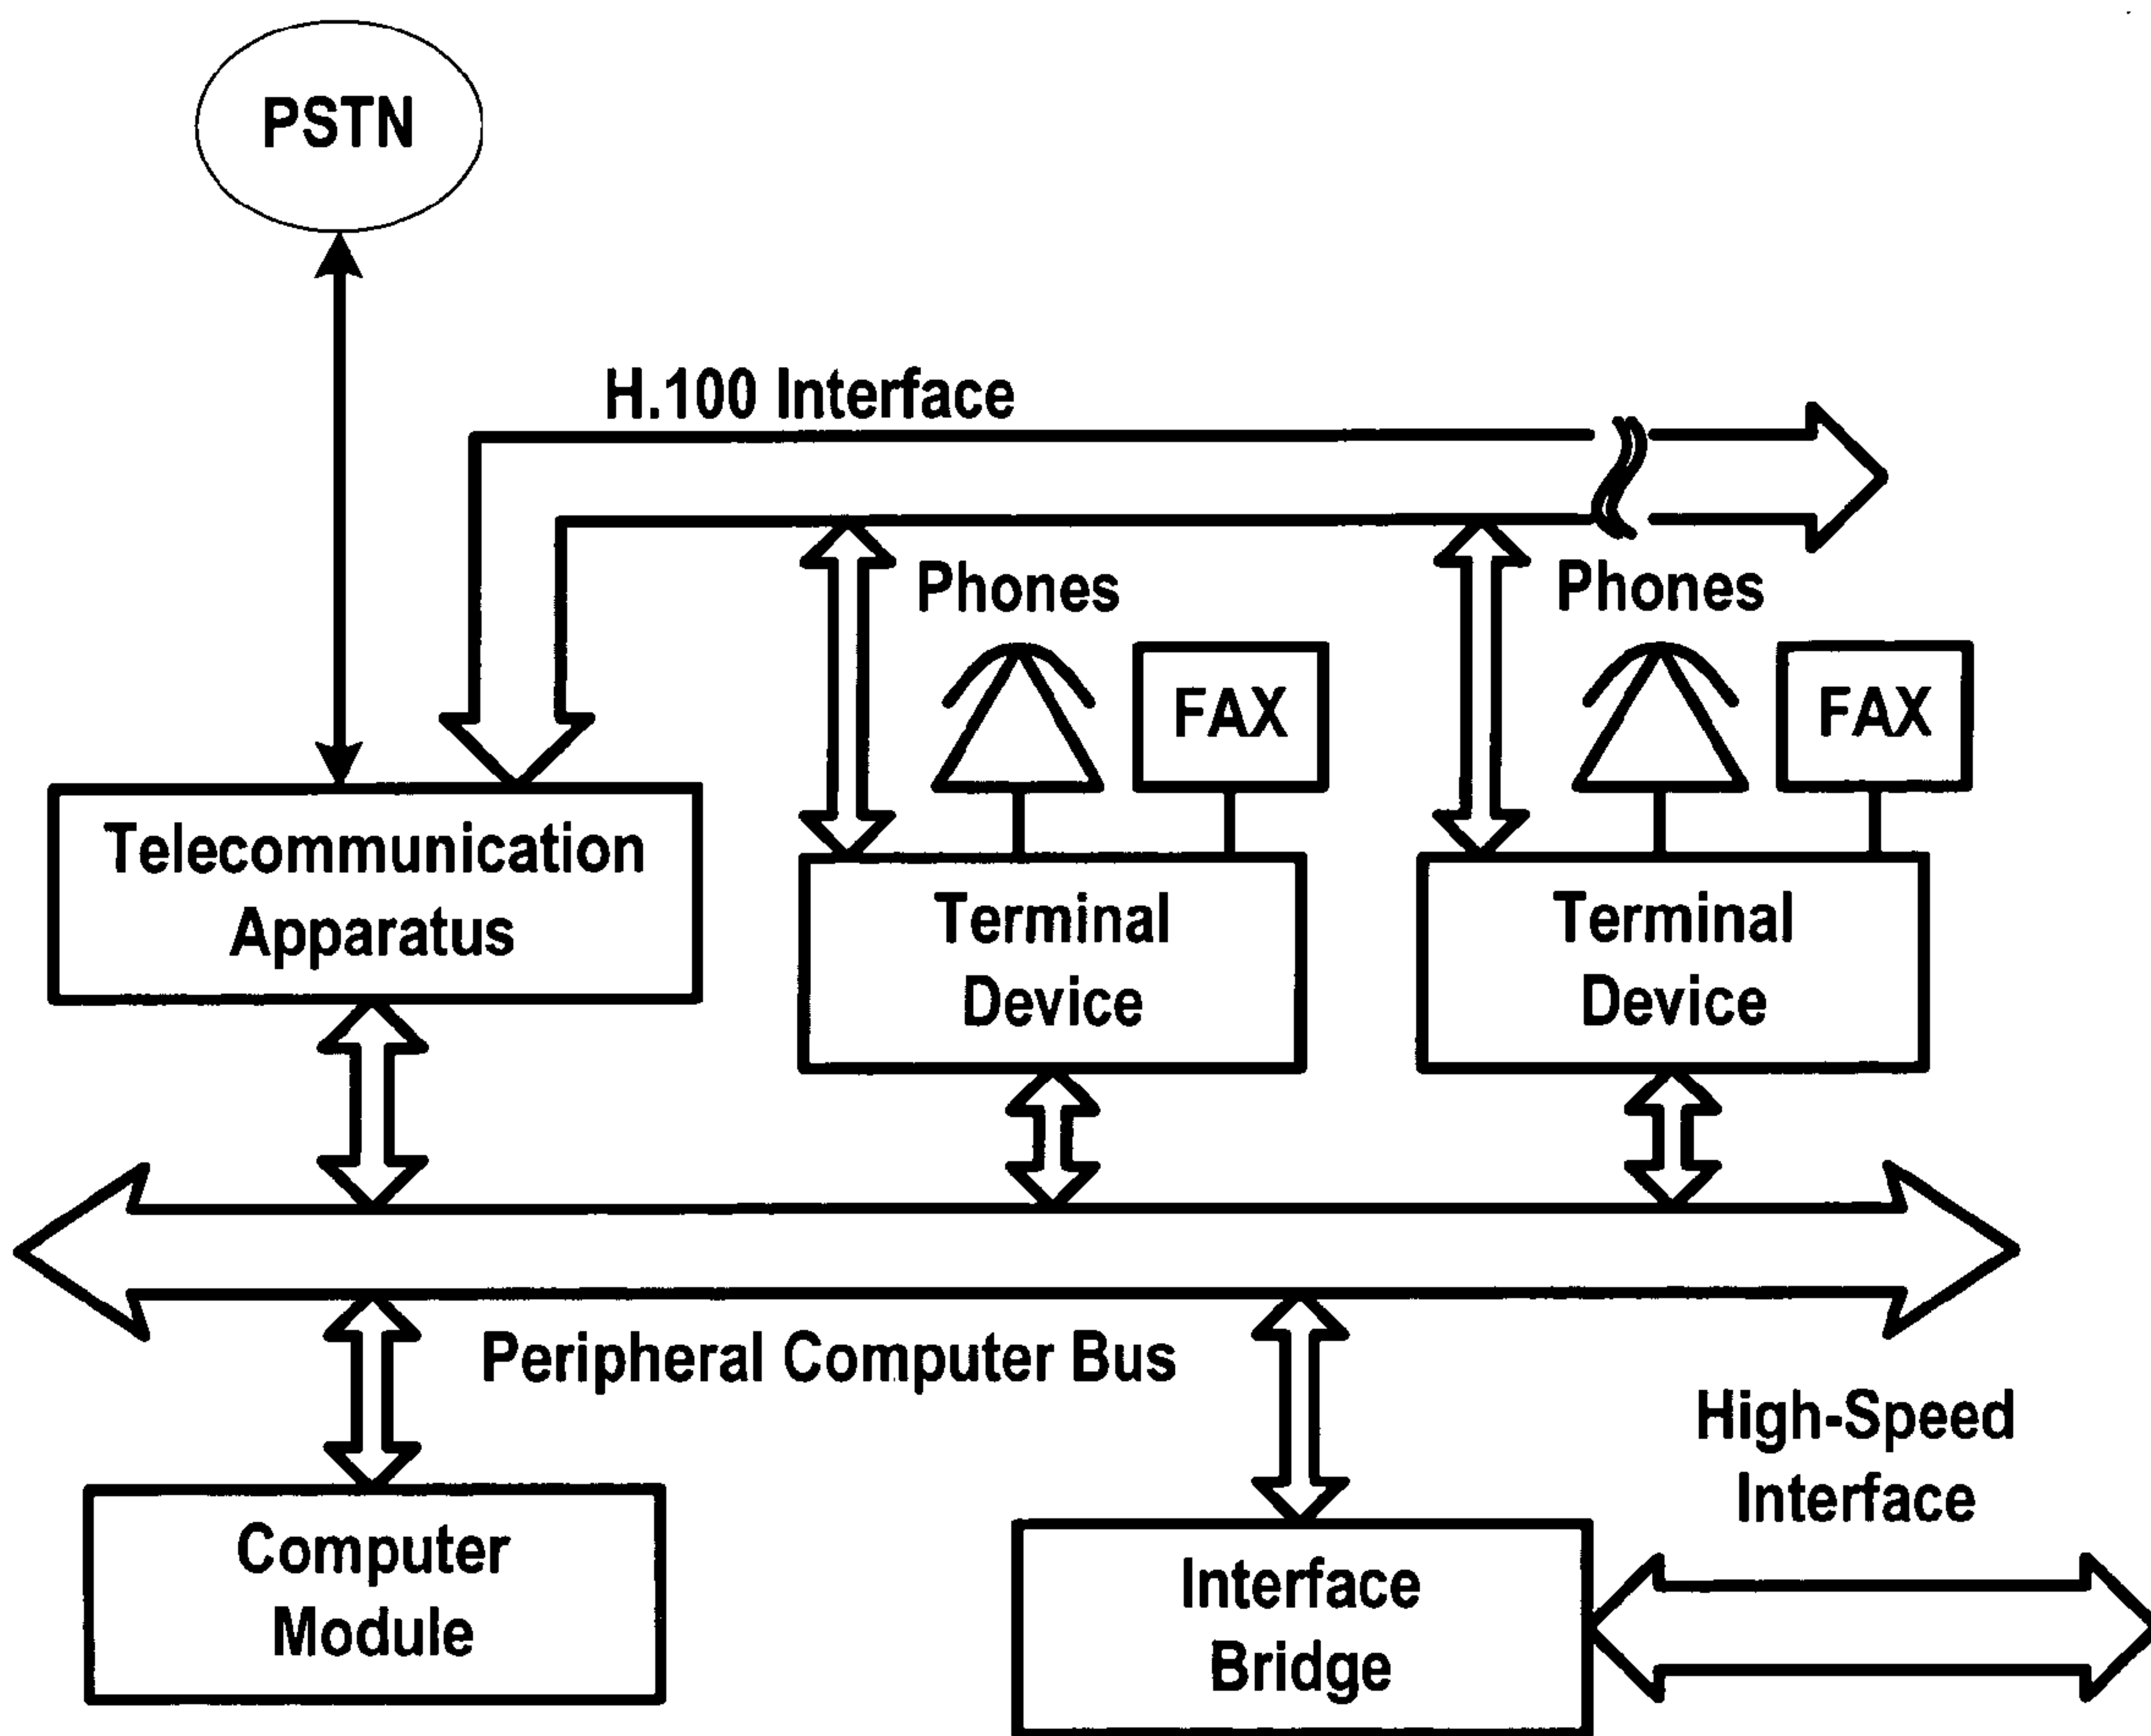 PSTN
H.100 Interface
Phones
Phones
FAX
FAX
Telecommunication
Apparatus
Terminal
Device
Terminal
Device
Peripheral Computer Bus
High-Speed
Interface
Computer
Module
Interface
Bridge